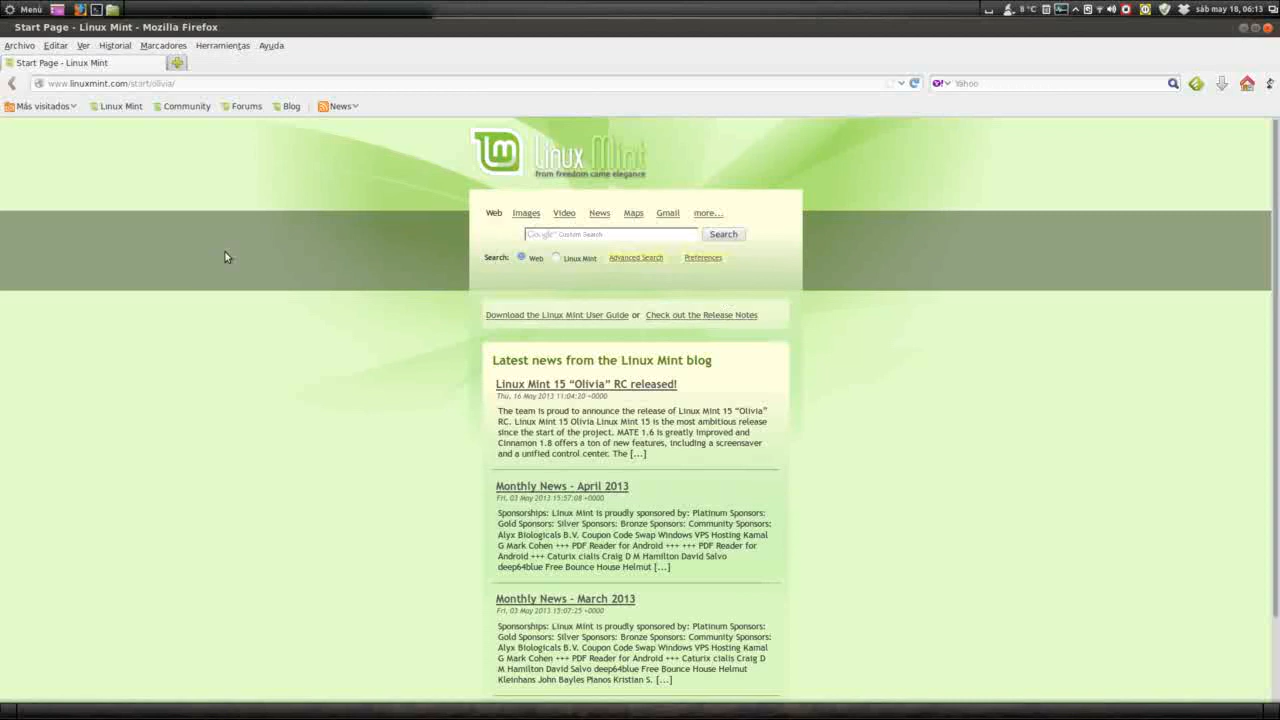 Menú
8 °C
sáb may 18, 06:13
Start Page - Linux Mint - Mozilla Firefox
Archivo Editar Ver Historial Marcadores Herramientas Ayuda
Start Page - Linux Mint
www.linuxmint.com/start/olivia/
Yahoo
Más visitados Linux Mint Community Forums Blog News
lm Linux Mint
from freedom came elegance
Web Images Video News Maps Gmail more...
Google™ Custom Search Search
Search: Web Linux Mint Advanced Search Preferences
Download the Linux Mint User Guide or Check out the Release Notes
Latest news from the Linux Mint blog
Linux Mint 15 “Olivia” RC released!
Thu, 16 May 2013 11:04:20 +0000
The team is proud to announce the release of Linux Mint 15 “Olivia”
RC. Linux Mint 15 Olivia Linux Mint 15 is the most ambitious release
since the start of the project. MATE 1.6 is greatly improved and
Cinnamon 1.8 offers a ton of new features, including a screensaver
and a unified control center. The [...]
Monthly News - April 2013
Fri, 03 May 2013 15:57:08 +0000
Sponsorships: Linux Mint is proudly sponsored by: Platinum Sponsors:
Gold Sponsors: Silver Sponsors: Bronze Sponsors: Community Sponsors:
Alyx Biologicals B.V. Coupon Code Swap Windows VPS Hosting Kamal
G Mark Cohen +++ PDF Reader for Android +++ +++ PDF Reader for
Android +++ Caturix cialis Craig D M Hamilton David Salvo
deep64blue Free Bounce House Helmut [...]
Monthly News - March 2013
Fri, 03 May 2013 15:07:25 +0000
Sponsorships: Linux Mint is proudly sponsored by: Platinum Sponsors:
Gold Sponsors: Silver Sponsors: Bronze Sponsors: Community Sponsors:
Alyx Biologicals B.V. Coupon Code Swap Windows VPS Hosting Kamal
G Mark Cohen +++ PDF Reader for Android +++ Caturix cialis Craig D
M Hamilton David Salvo deep64blue Free Bounce House Helmut
Kleinhans John Bayles Pianos Kristian S. [...]